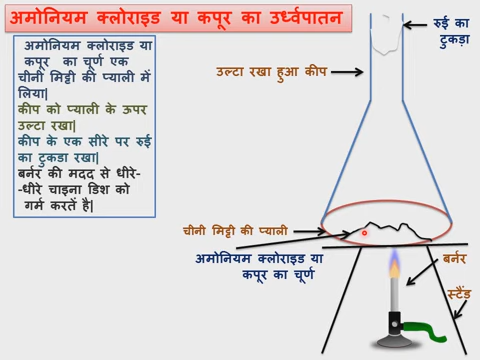 अमोनियम क्लोराइड या कपूर का उर्ध्वपातन
अमोनियम क्लोराइड या
कपूर का चूर्ण एक
चीनी मिट्टी की प्याली में
लिया|
कीप को प्याली के ऊपर
उल्टा रखा|
कीप के एक सीरे पर रुई
का टुकडा रखा|
बर्नर की मदद से धीरे-
-धीरे चाइना डिश को
गर्म करतें है|
रुई का
टुकड़ा
उल्टा रखा हुआ कीप
चीनी मिट्टी की प्याली
अमोनियम क्लोराइड या
कपूर का चूर्ण
बर्नर
स्टैंड